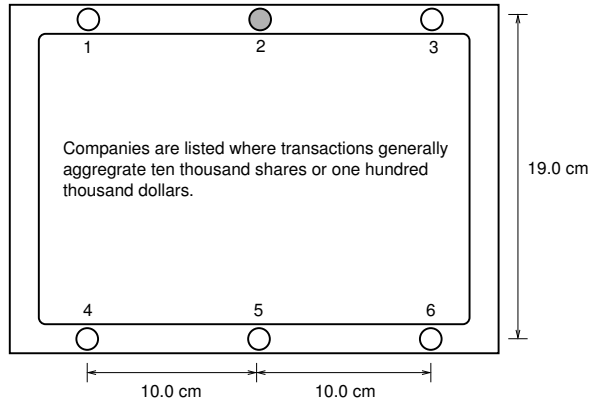 1 2 3
Companies are listed where transactions generally
aggregrate ten thousand shares or one hundred
thousand dollars.
19.0 cm
4 5 6
10.0 cm 10.0 cm